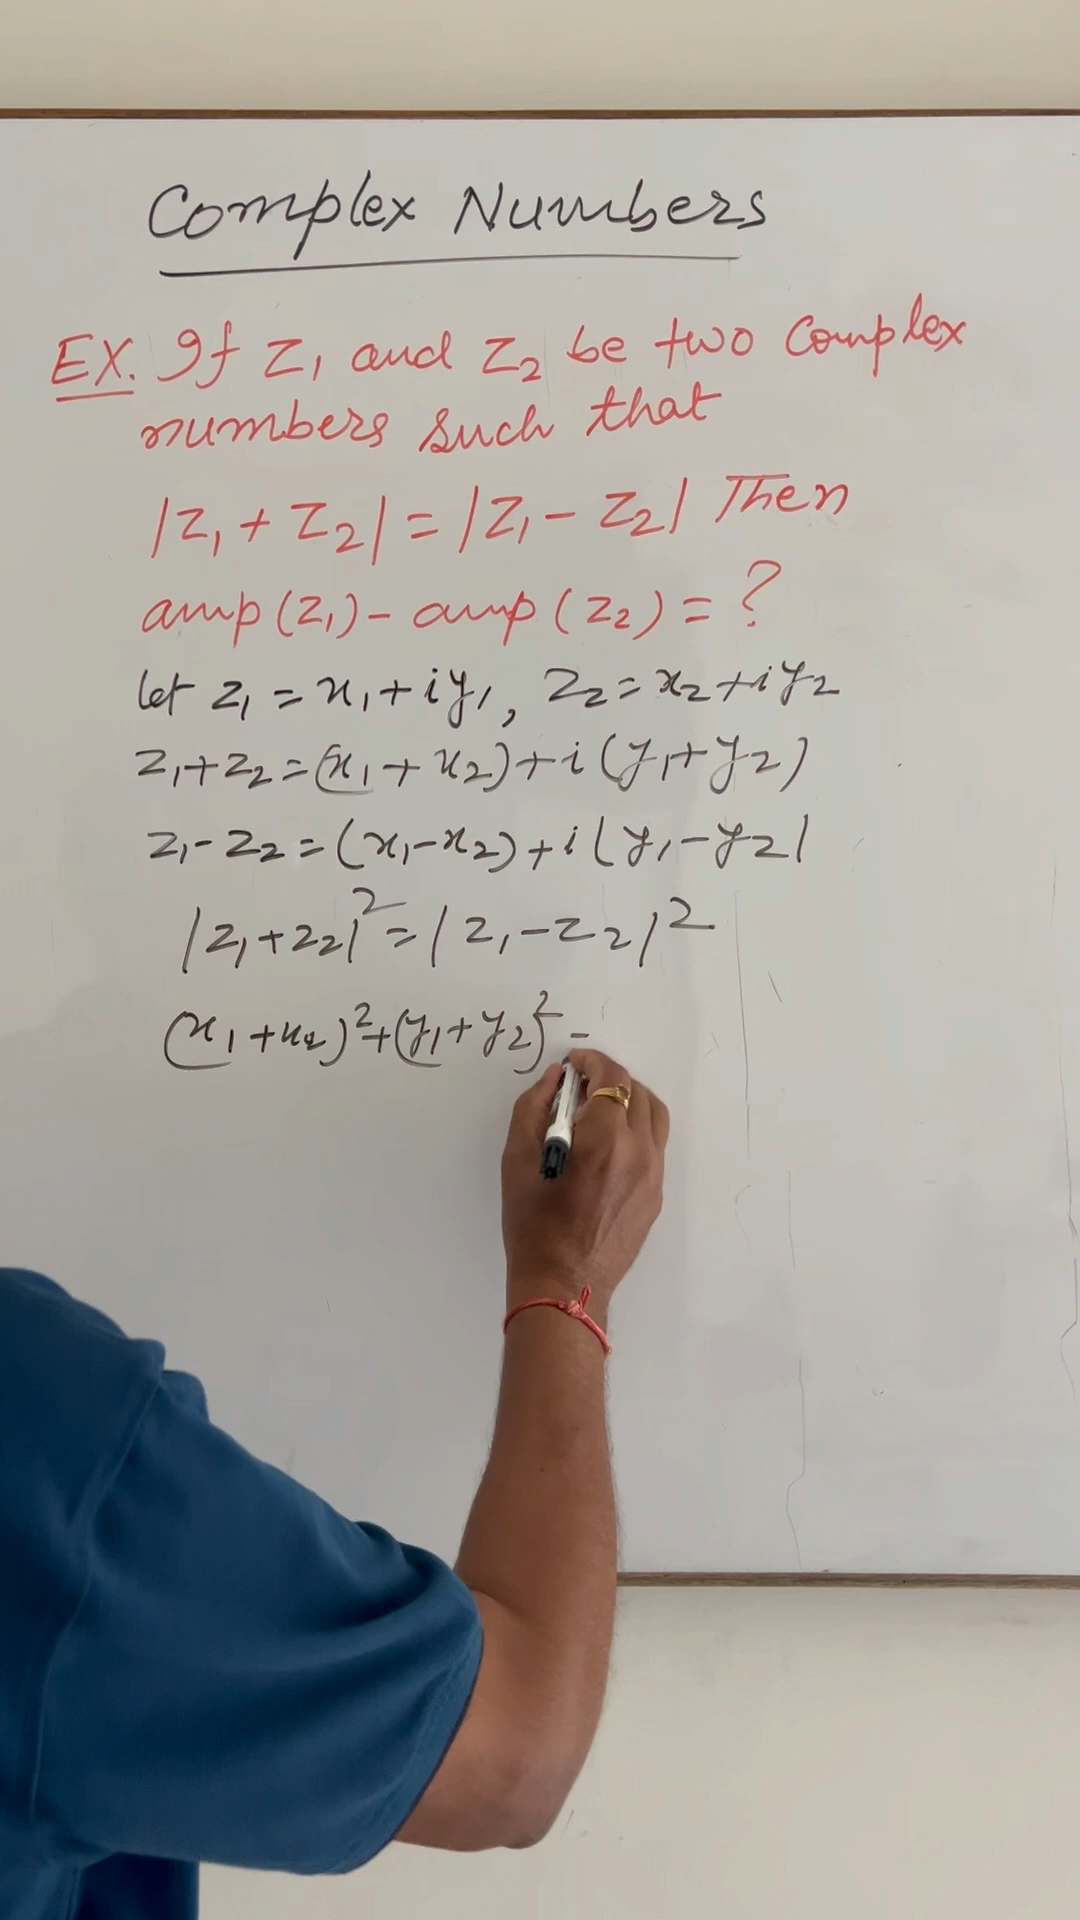 Complex Numbers
EX. If Z₁ and Z₂ be two Complex
numbers such that
|Z₁ + Z₂| = |Z₁ - Z₂| Then
amp (Z₁) - amp (Z₂) = ?
let Z₁ = x₁ + iy₁, Z₂ = x₂ + iy₂
Z₁ + Z₂ = (x₁ + x₂) + i (y₁ + y₂)
Z₁ - Z₂ = (x₁ - x₂) + i (y₁ - y₂)
|Z₁ + Z₂|² = |Z₁ - Z₂|²
(x₁ + x₂)² + (y₁ + y₂)² =